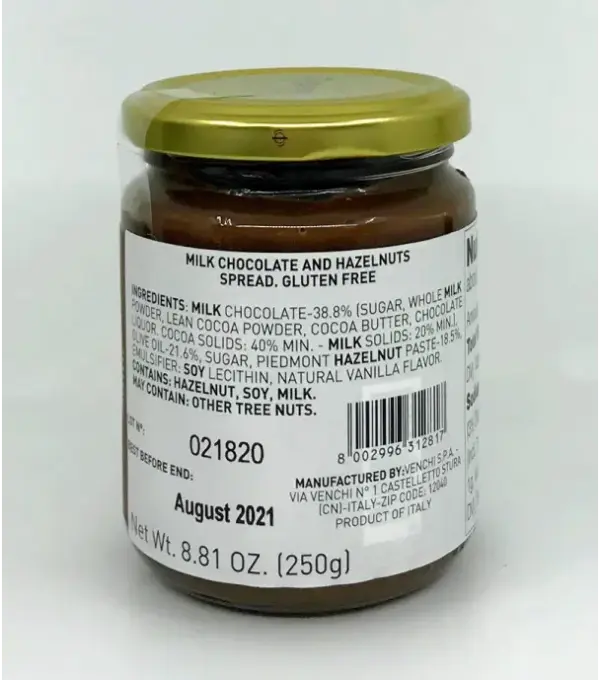 MILK CHOCOLATE AND HAZELNUTS
SPREAD. GLUTEN FREE
INGREDIENTS: MILK CHOCOLATE-38.8% (SUGAR, WHOLE MILK
POWDER, LEAN COCOA POWDER, COCOA BUTTER, CHOCOLATE
LIQUOR. COCOA SOLIDS: 40% MIN. - MILK SOLIDS: 20% MIN.),
OLIVE OIL-21.6%, SUGAR, PIEDMONT HAZELNUT PASTE-18.5%,
EMULSIFIER: SOY LECITHIN, NATURAL VANILLA FLAVOR.
CONTAINS: HAZELNUT, SOY, MILK.
MAY CONTAIN: OTHER TREE NUTS.
LOT N°:
021820
BEST BEFORE END:
August 2021
Net Wt. 8.81 OZ. (250g)
8 002996 312817
MANUFACTURED BY:VENCHI S.P.A. -
VIA VENCHI N° 1 CASTELLETTO STURA
(CN)-ITALY-ZIP CODE: 12040
PRODUCT OF ITALY